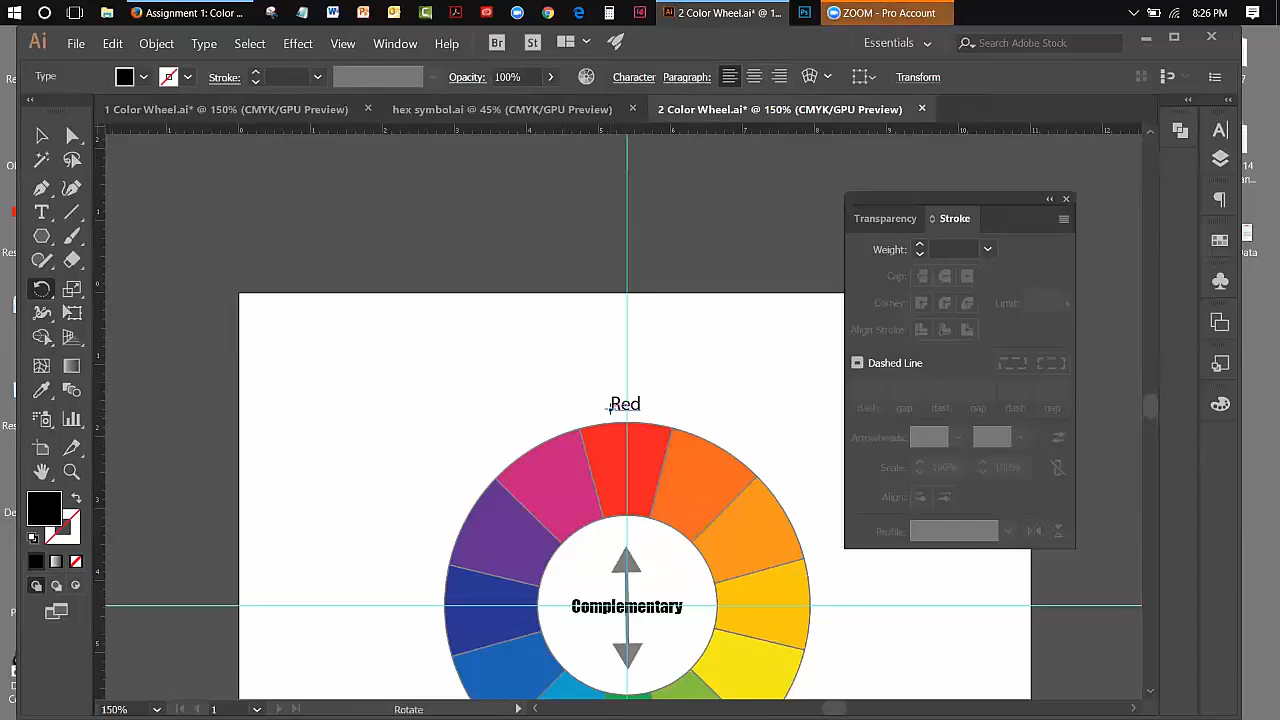 Assignment 1: Color ...
2 Color Wheel.ai* @ 1...
ZOOM - Pro Account
8:26 PM
Ai
File Edit Object Type Select Effect View Window Help
Br
St
Essentials
Search Adobe Stock
Type
Stroke:
Opacity: 100%
Character
Paragraph:
Transform
1 Color Wheel.ai* @ 150% (CMYK/GPU Preview)
hex symbol.ai @ 45% (CMYK/GPU Preview)
2 Color Wheel.ai* @ 150% (CMYK/GPU Preview)
Transparency
Stroke
Weight:
Cap:
Corner:
Limit:
x
Align Stroke:
Dashed Line
dash gap dash gap dash gap
Arrowheads:
Scale: 100% 100%
Align:
Profile:
Red
Complementary
150%
1
Rotate